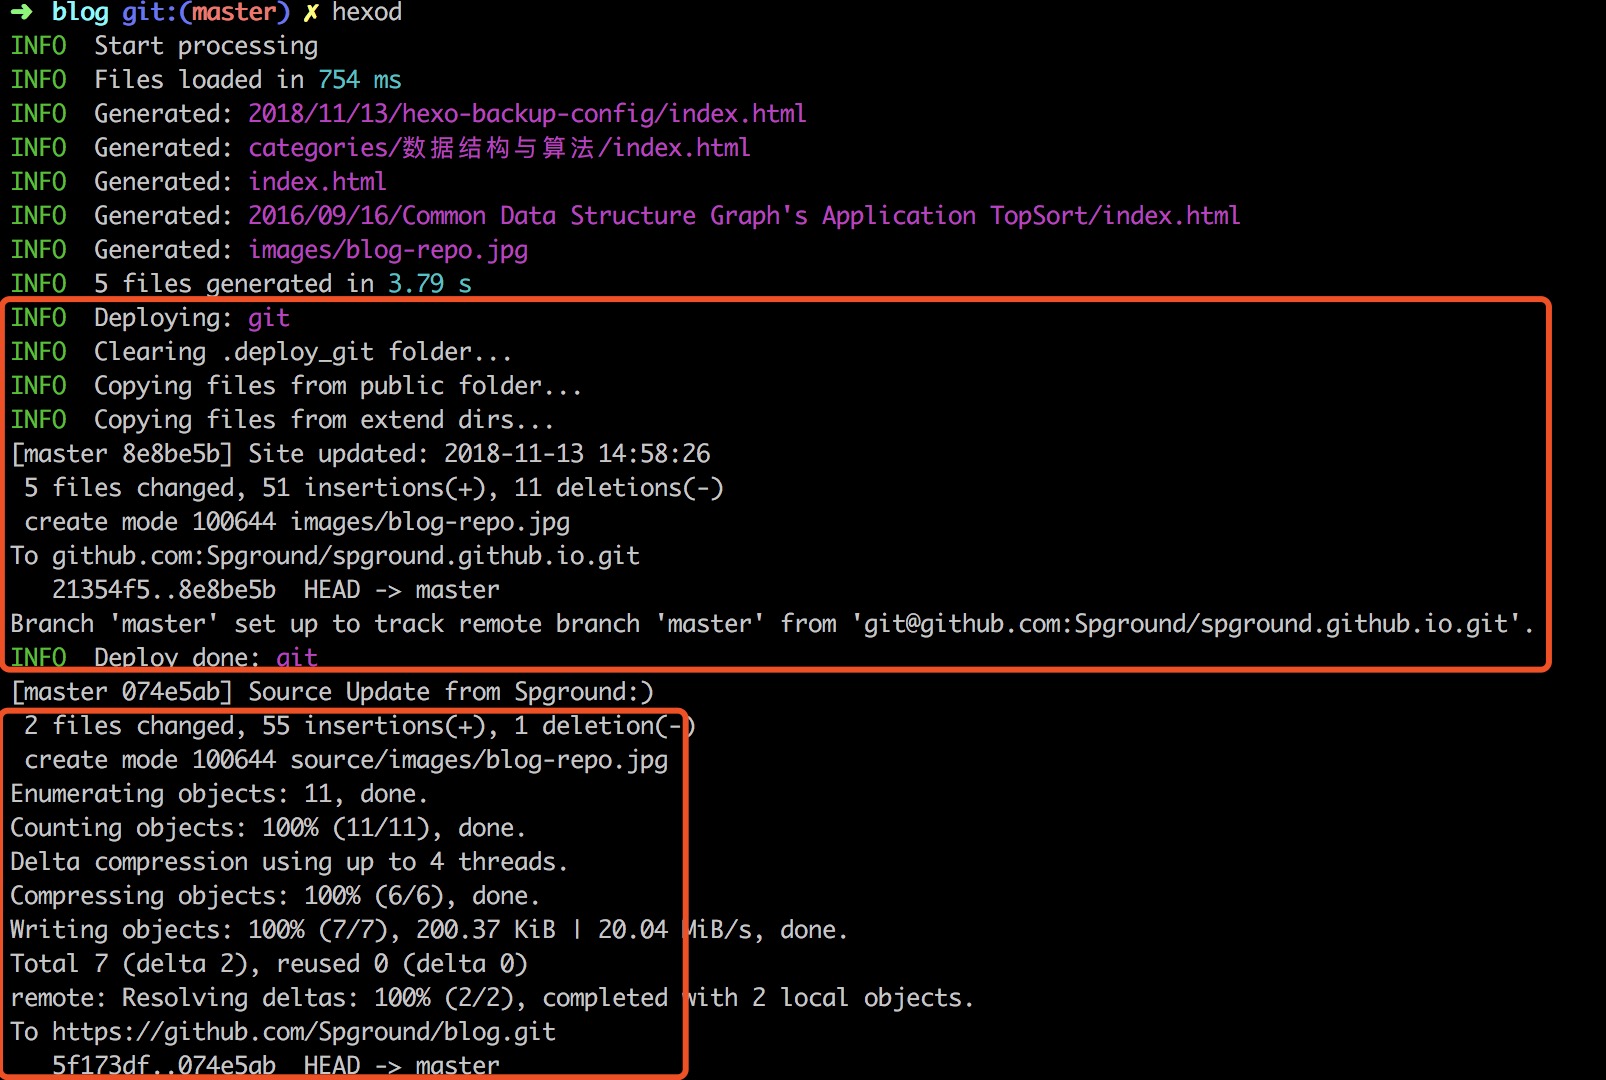 ➜ blog git:(master) ✗ hexod
INFO  Start processing
INFO  Files loaded in 754 ms
INFO  Generated: 2018/11/13/hexo-backup-config/index.html
INFO  Generated: categories/数据结构与算法/index.html
INFO  Generated: index.html
INFO  Generated: 2016/09/16/Common Data Structure Graph's Application TopSort/index.html
INFO  Generated: images/blog-repo.jpg
INFO  5 files generated in 3.79 s
INFO  Deploying: git
INFO  Clearing .deploy_git folder...
INFO  Copying files from public folder...
INFO  Copying files from extend dirs...
[master 8e8be5b] Site updated: 2018-11-13 14:58:26
 5 files changed, 51 insertions(+), 11 deletions(-)
 create mode 100644 images/blog-repo.jpg
To github.com:Spground/spground.github.io.git
   21354f5..8e8be5b  HEAD -> master
Branch 'master' set up to track remote branch 'master' from 'git@github.com:Spground/spground.github.io.git'.
INFO  Deploy done: git
[master 074e5ab] Source Update from Spground:)
 2 files changed, 55 insertions(+), 1 deletion(-)
 create mode 100644 source/images/blog-repo.jpg
Enumerating objects: 11, done.
Counting objects: 100% (11/11), done.
Delta compression using up to 4 threads.
Compressing objects: 100% (6/6), done.
Writing objects: 100% (7/7), 200.37 KiB | 20.04 MiB/s, done.
Total 7 (delta 2), reused 0 (delta 0)
remote: Resolving deltas: 100% (2/2), completed with 2 local objects.
To https://github.com/Spground/blog.git
   5f173df..074e5ab  HEAD -> master